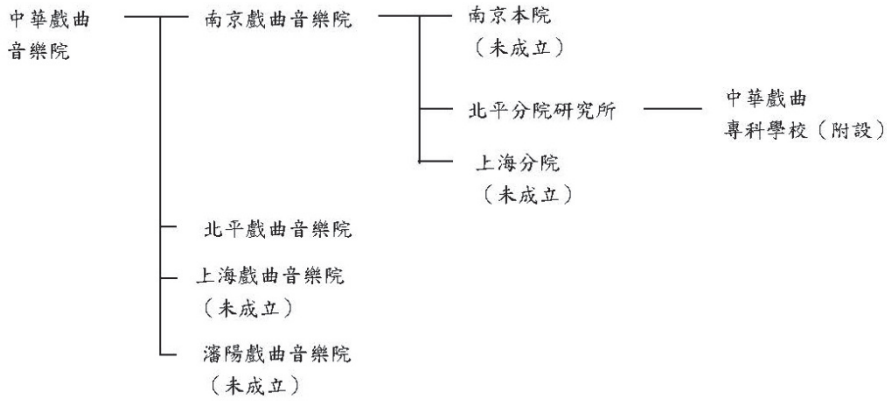 中華戲曲
音樂院
南京戲曲音樂院
南京本院
（未成立）
北平分院研究所
中華戲曲
專科學校（附設）
上海分院
（未成立）
北平戲曲音樂院
上海戲曲音樂院
（未成立）
瀋陽戲曲音樂院
（未成立）